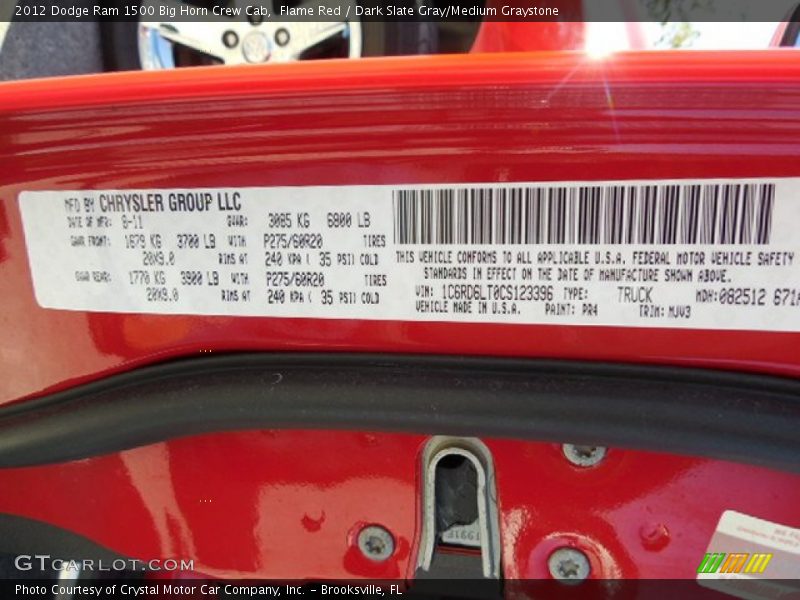 2012 Dodge Ram 1500 Big Horn Crew Cab, Flame Red / Dark Slate Gray/Medium Graystone
MFD BY CHRYSLER GROUP LLC
DATE OF MFR: 8-11 GVWR: 3085 KG 6800 LB
GAWR FRONT: 1679 KG 3700 LB WITH P275/60R20 TIRES
20X9.0 RIMS AT 240 KPA ( 35 PSI) COLD
GAWR REAR: 1770 KG 3900 LB WITH P275/60R20 TIRES
20X9.0 RIMS AT 240 KPA ( 35 PSI) COLD
THIS VEHICLE CONFORMS TO ALL APPLICABLE U.S.A. FEDERAL MOTOR VEHICLE SAFETY
STANDARDS IN EFFECT ON THE DATE OF MANUFACTURE SHOWN ABOVE.
VIN: 1C6RD6LT0CS123396 TYPE: TRUCK MDH: 082512 671
VEHICLE MADE IN U.S.A. PAINT: PR4 TRIM: MJV3
GTCARLOT.COM
Photo Courtesy of Crystal Motor Car Company, Inc. – Brooksville, FL